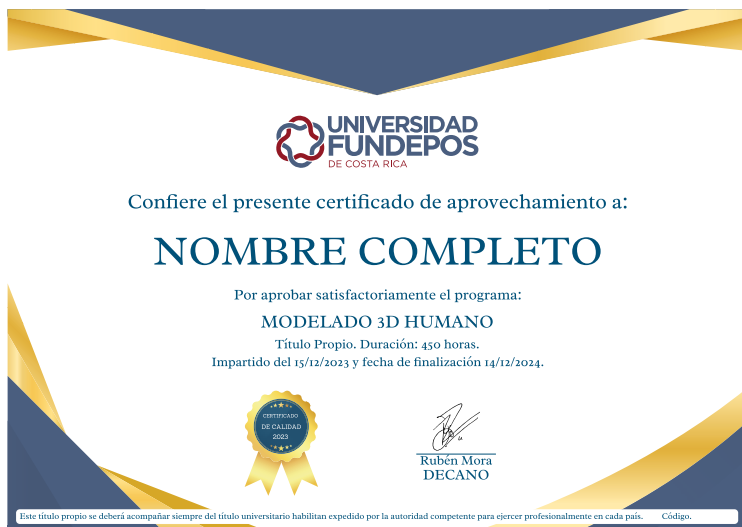 UNIVERSIDAD
FUNDEPOS
DE COSTA RICA
Confiere el presente certificado de aprovechamiento a:
NOMBRE COMPLETO
Por aprobar satisfactoriamente el programa:
MODELADO 3D HUMANO
Título Propio. Duración: 450 horas.
Impartido del 15/12/2023 y fecha de finalización 14/12/2024.
CERTIFICADO
DE CALIDAD
2023
Rubén Mora
DECANO
Este título propio se deberá acompañar siempre del título universitario habilitan expedido por la autoridad competente para ejercer profesionalmente en cada país. Código.